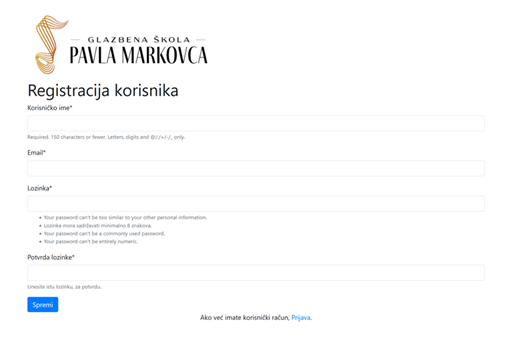 GLAZBENA ŠKOLA
PAVLA MARKOVCA
Registracija korisnika
Korisničko ime*
Required. 150 characters or fewer. Letters, digits and @/./+/-/_ only.
Email*
Lozinka*
Your password can't be too similar to your other personal information.
Lozinka mora sadržavati minimalno 8 znakova.
Your password can't be a commonly used password.
Your password can't be entirely numeric.
Potvrda lozinke*
Unesite istu lozinku, za potvrdu.
Spremi
Ako već imate korisnički račun, Prijava.